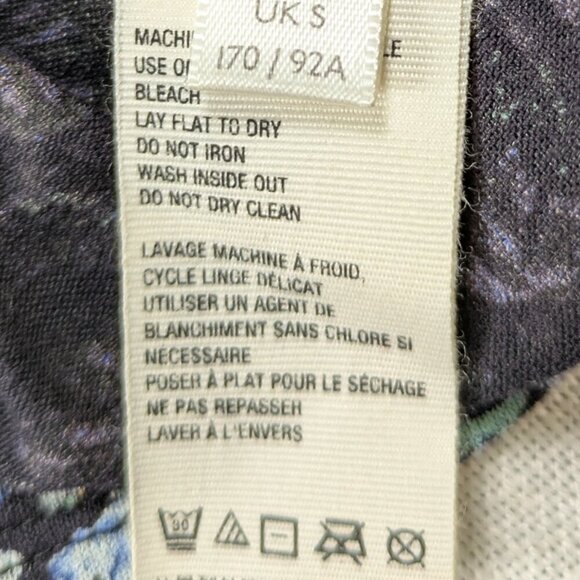 UK S
170 / 92A
MACHI LE
USE OF
BLEACH
LAY FLAT TO DRY
DO NOT IRON
WASH INSIDE OUT
DO NOT DRY CLEAN
LAVAGE MACHINE À FROID,
CYCLE LINGE DÉLICAT
UTILISER UN AGENT DE
BLANCHIMENT SANS CHLORE SI
NECESSAIRE
POSER À PLAT POUR LE SÉCHAGE
NE PAS REPASSER
LAVER À L'ENVERS
30